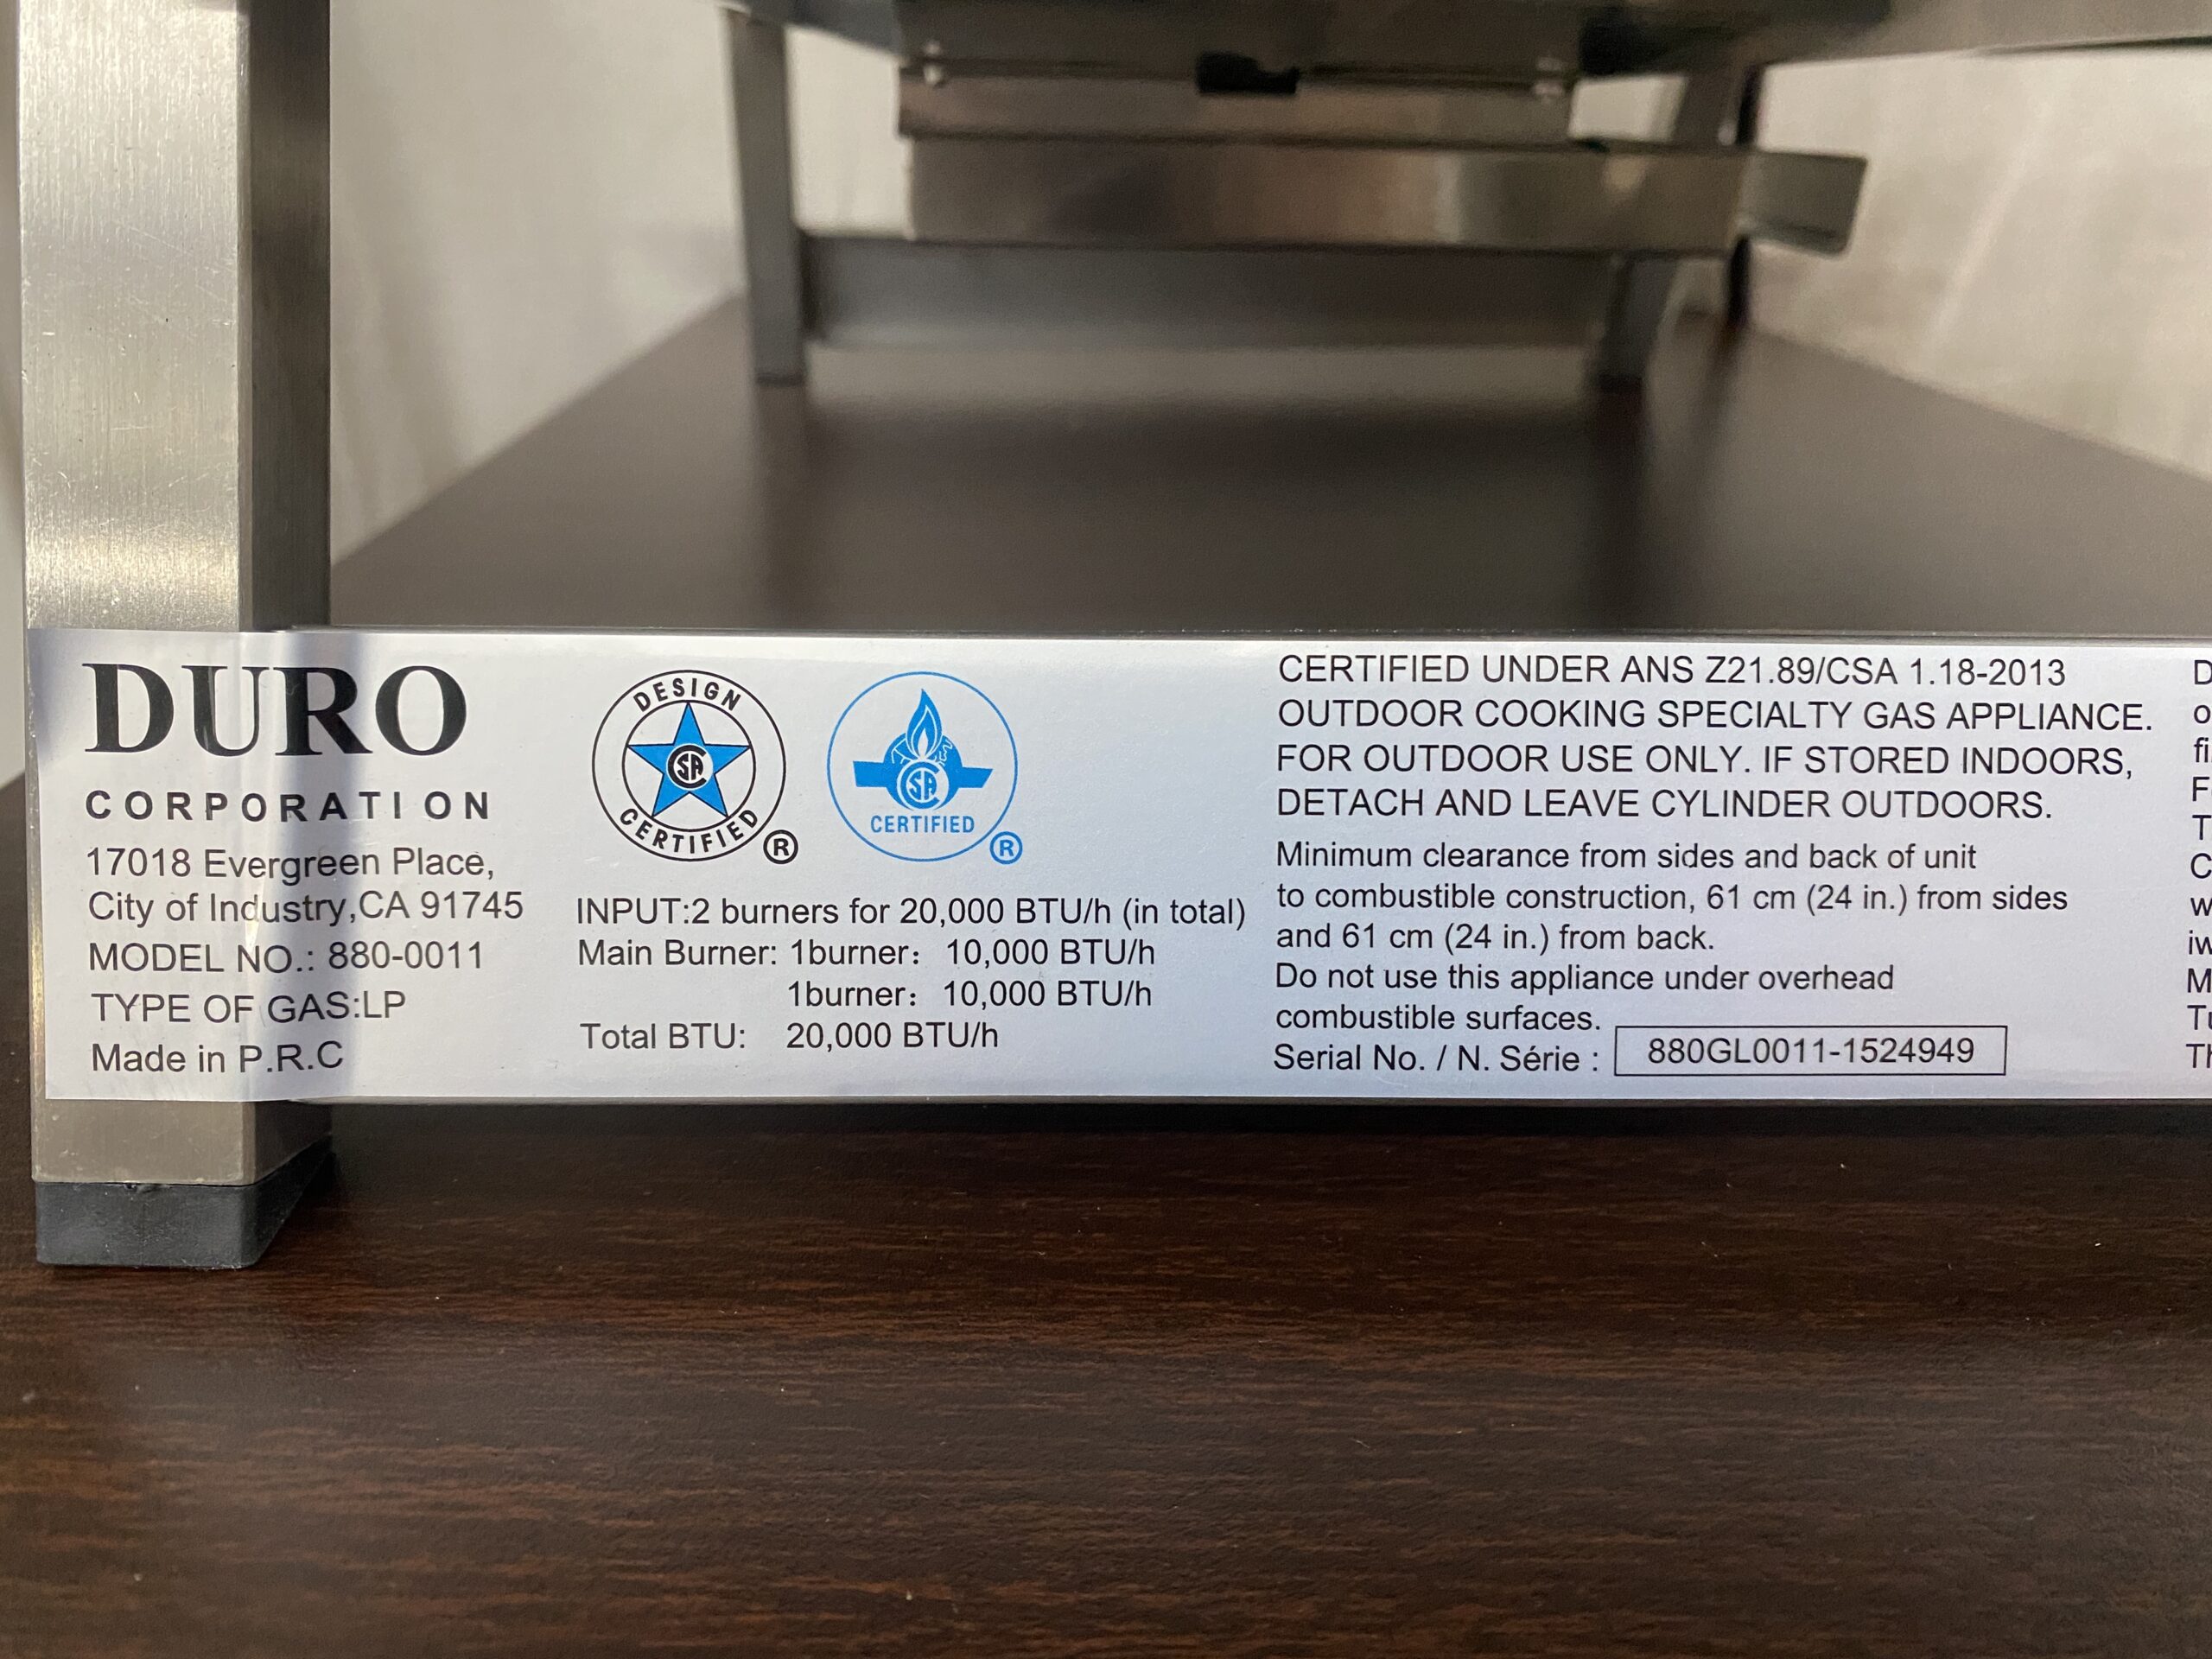 DURO
CORPORATION
17018 Evergreen Place,
City of Industry,CA 91745
MODEL NO.: 880-0011
TYPE OF GAS:LP
Made in P.R.C
DESIGN
CSA
CERTIFIED
®
CSA
CERTIFIED
®
INPUT:2 burners for 20,000 BTU/h (in total)
Main Burner: 1burner: 10,000 BTU/h
1burner: 10,000 BTU/h
Total BTU: 20,000 BTU/h
CERTIFIED UNDER ANS Z21.89/CSA 1.18-2013
OUTDOOR COOKING SPECIALTY GAS APPLIANCE.
FOR OUTDOOR USE ONLY. IF STORED INDOORS,
DETACH AND LEAVE CYLINDER OUTDOORS.
Minimum clearance from sides and back of unit
to combustible construction, 61 cm (24 in.) from sides
and 61 cm (24 in.) from back.
Do not use this appliance under overhead
combustible surfaces.
Serial No. / N. Série : 880GL0011-1524949